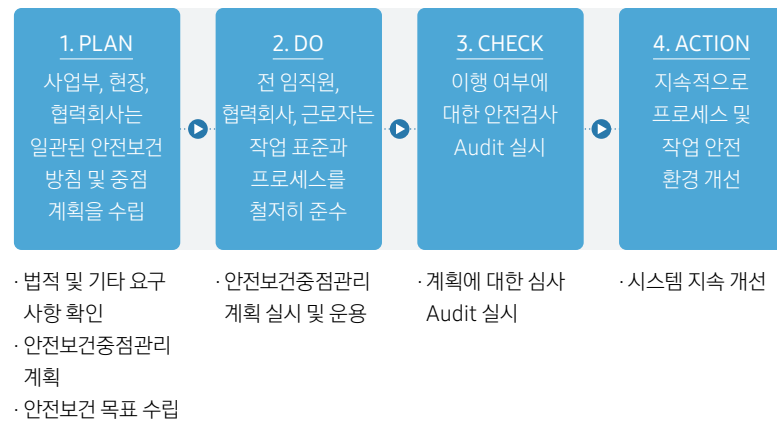 1. PLAN
사업부, 현장,
협력회사는
일관된 안전보건
방침 및 중점
계획을 수립
2. DO
전 임직원,
협력회사, 근로자는
작업 표준과
프로세스를
철저히 준수
3. CHECK
이행 여부에
대한 안전검사
Audit 실시
4. ACTION
지속적으로
프로세스 및
작업 안전
환경 개선
· 법적 및 기타 요구
사항 확인
· 안전보건중점관리
계획
· 안전보건 목표 수립
· 안전보건중점관리
계획 실시 및 운용
· 계획에 대한 심사
Audit 실시
· 시스템 지속 개선